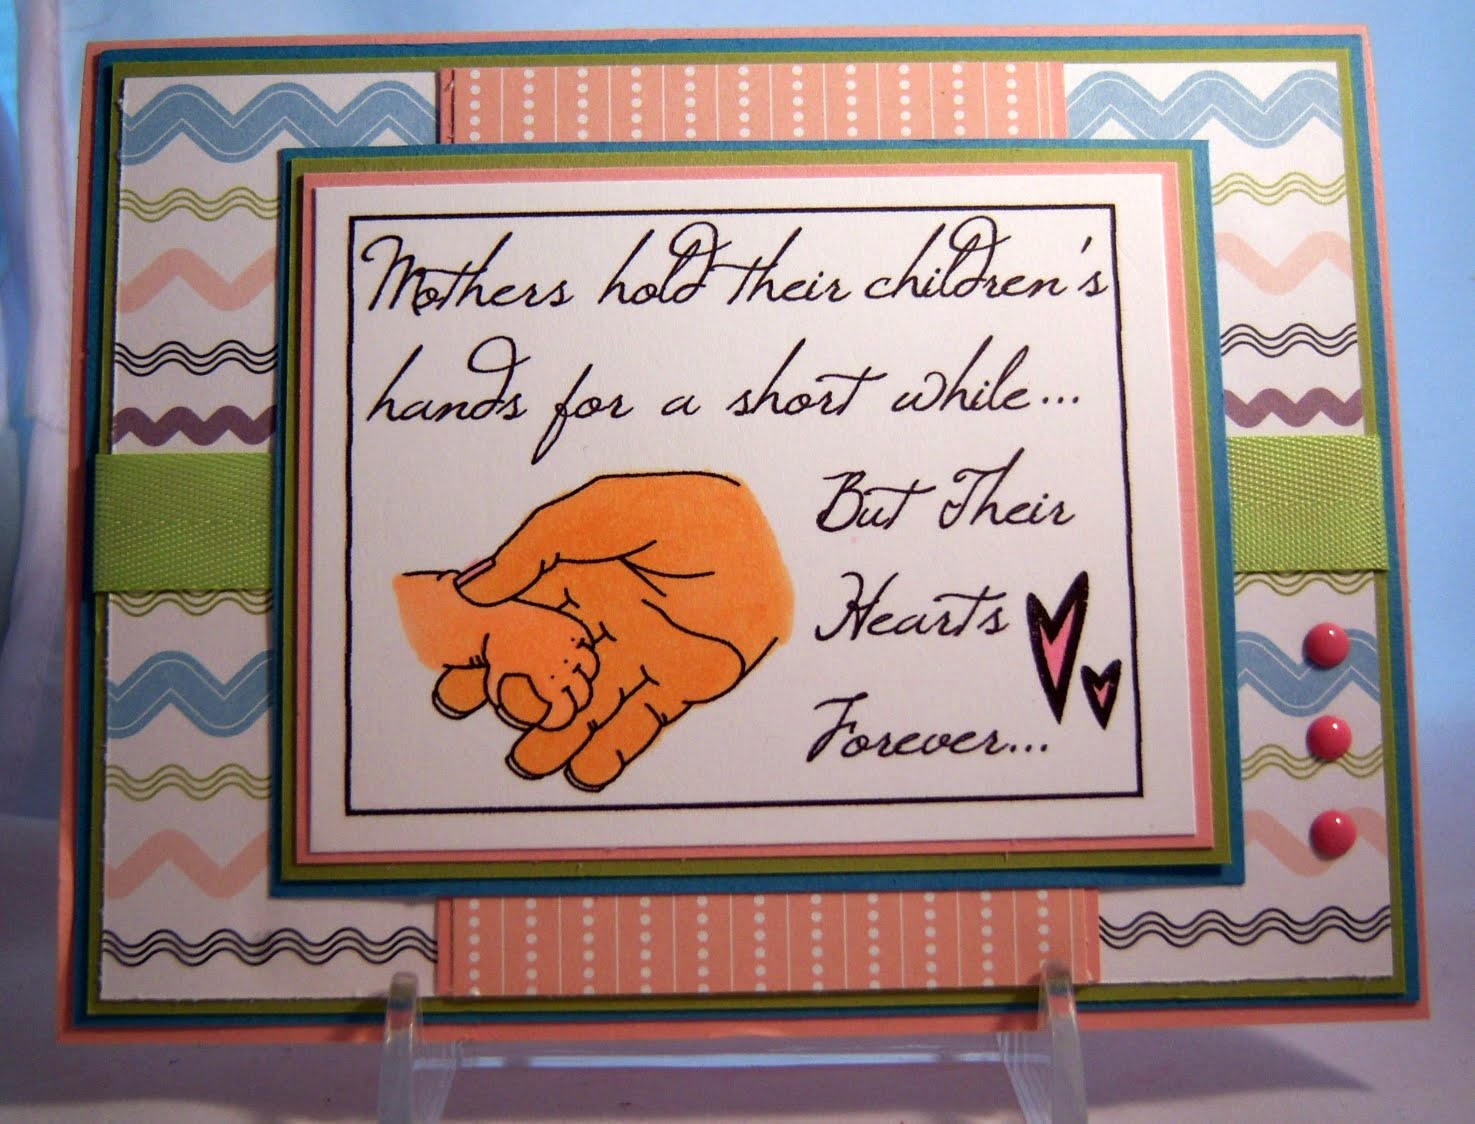 Mothers hold their children's
hands for a short while...
But Their
Hearts
Forever...